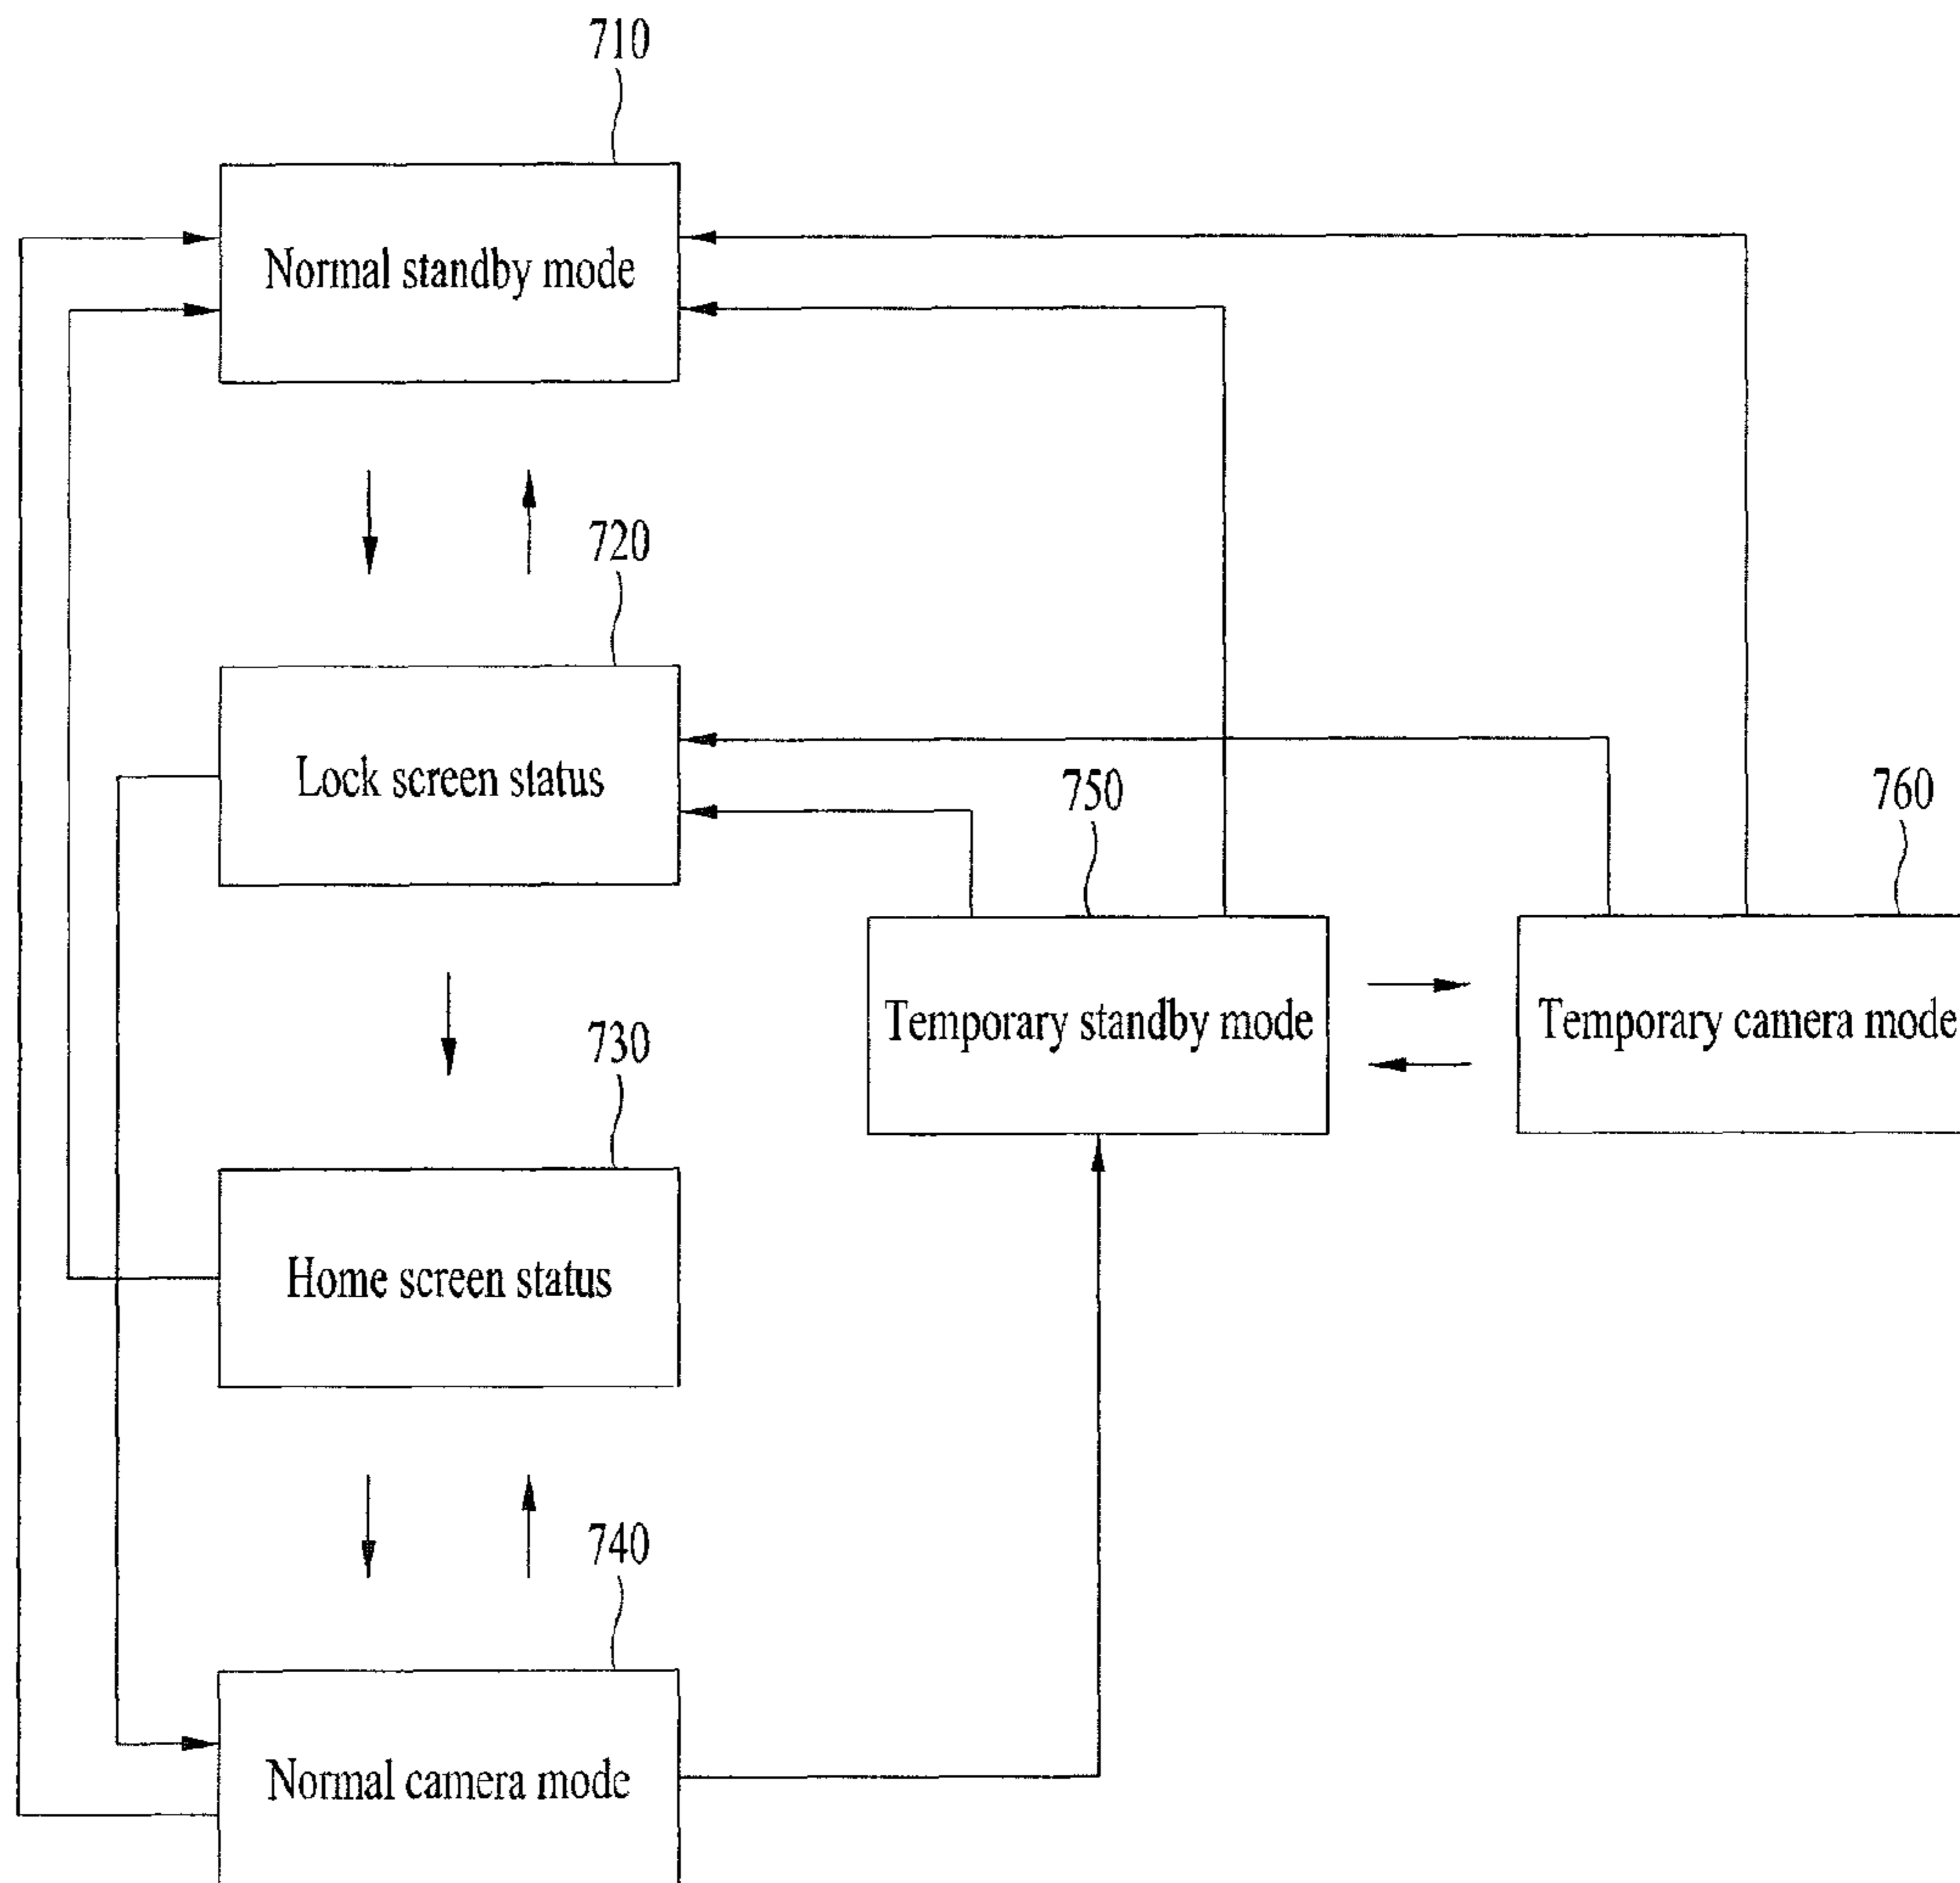 710
Normal standby mode
720
Lock screen status
750
760
Temporary standby mode
Temporary camera mode
730
Home screen status
740
Normal camera mode